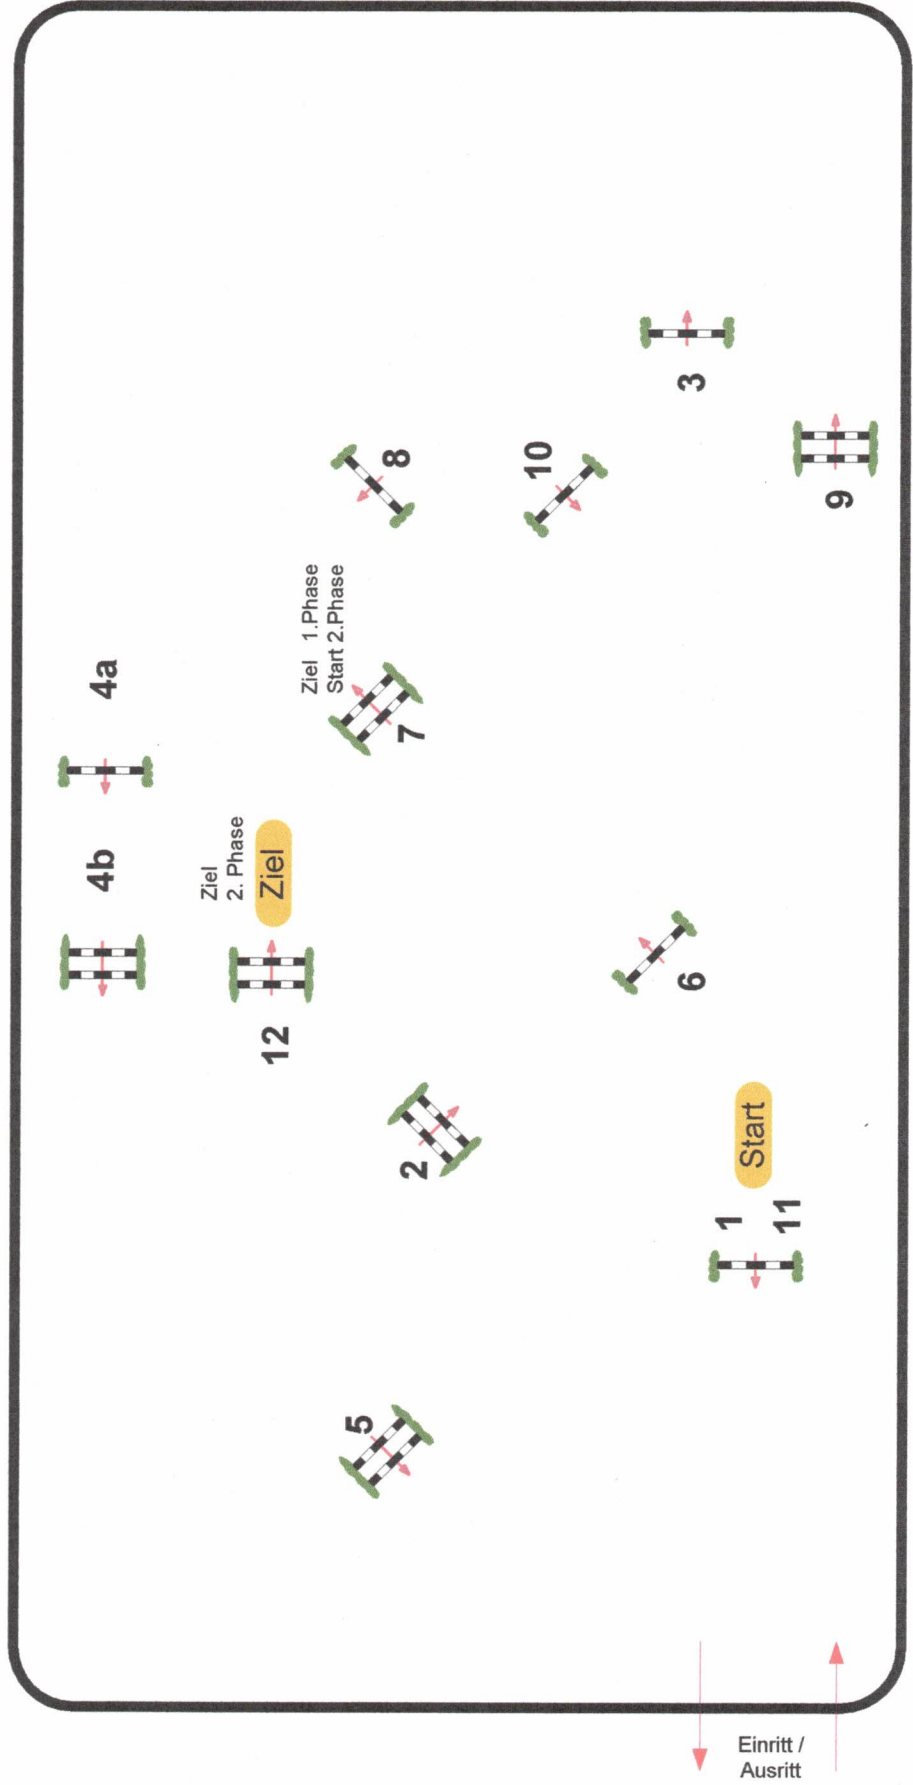 3
8
10
9
Ziel 1.Phase
Start 2.Phase
4a
7
4b
Ziel
2. Phase
Ziel
12
6
2
Start
1
11
5
Einritt /
Ausritt